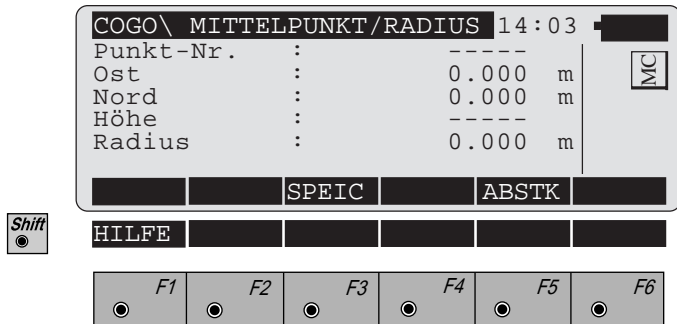 COGO\ MITTELPUNKT/RADIUS 14:03
Punkt-Nr. : -----
Ost : 0.000 m
Nord : 0.000 m
Höhe : -----
Radius : 0.000 m
MC
SPEIC ABSTK
Shift
HILFE
F1 F2 F3 F4 F5 F6